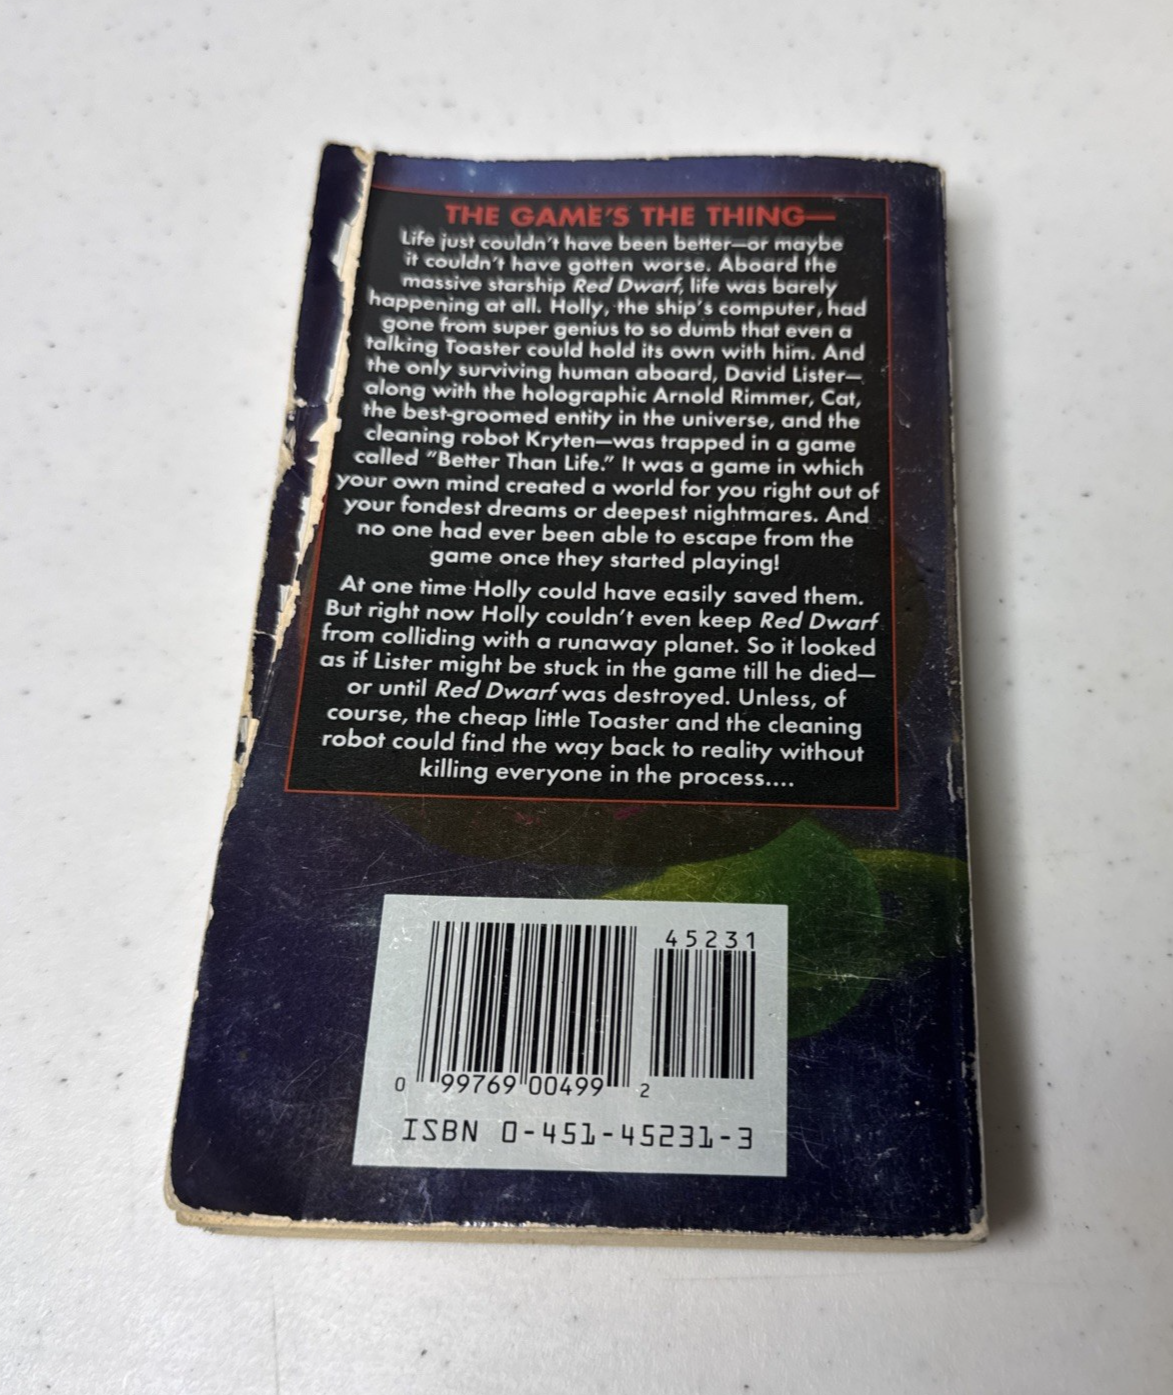 THE GAME'S THE THING—
Life just couldn't have been better—or maybe
it couldn't have gotten worse. Aboard the
massive starship Red Dwarf, life was barely
happening at all. Holly, the ship's computer, had
gone from super genius to so dumb that even a
talking Toaster could hold its own with him. And
the only surviving human aboard, David Lister—
along with the holographic Arnold Rimmer, Cat,
the best-groomed entity in the universe, and the
cleaning robot Kryten—was trapped in a game
called "Better Than Life." It was a game in which
your own mind created a world for you right out of
your fondest dreams or deepest nightmares. And
no one had ever been able to escape from the
game once they started playing!
At one time Holly could have easily saved them.
But right now Holly couldn't even keep Red Dwarf
from colliding with a runaway planet. So it looked
as if Lister might be stuck in the game till he died—
or until Red Dwarf was destroyed. Unless, of
course, the cheap little Toaster and the cleaning
robot could find the way back to reality without
killing everyone in the process....
45231
0 99769 00499 2
ISBN 0-451-45231-3